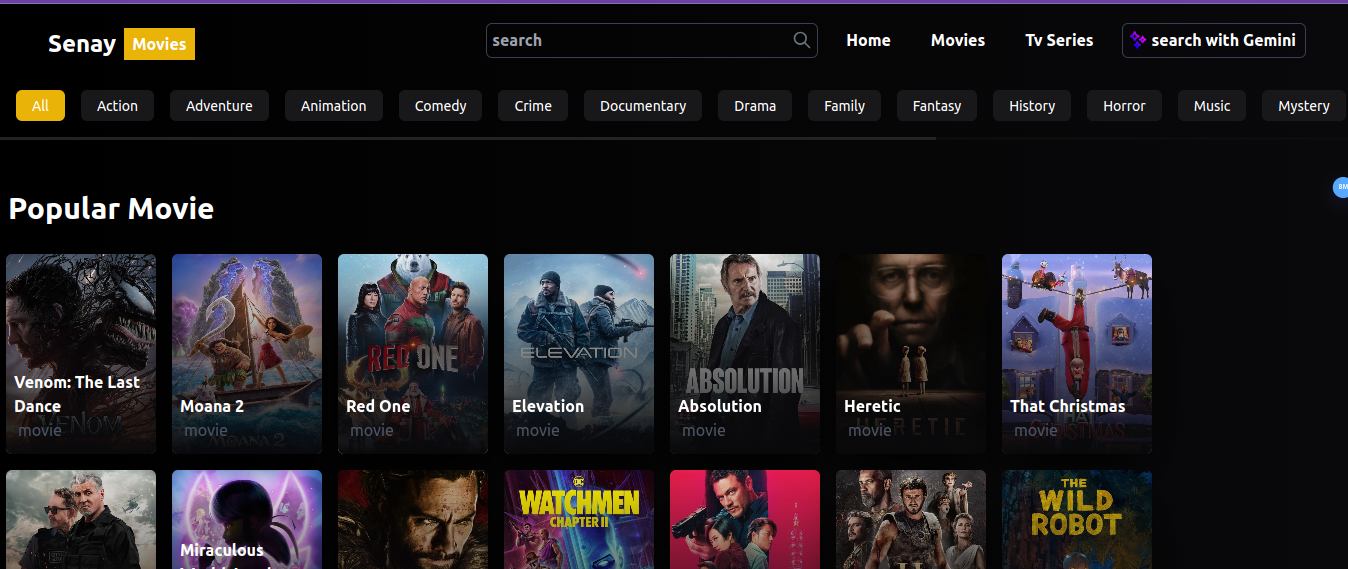 Senay Movies
search
Home
Movies
Tv Series
search with Gemini
All
Action
Adventure
Animation
Comedy
Crime
Documentary
Drama
Family
Fantasy
History
Horror
Music
Mystery
Popular Movie
RED ONE
ELEVATION
ABSOLUTION
Venom: The Last
Dance
movie
VENOM
Moana 2
movie
MOANA 2
Red One
movie
Elevation
movie
Absolution
movie
Heretic
movie
HERETIC
That Christmas
movie
CHRISTMAS
Miraculous
DC
WATCHMEN
CHAPTER II
THE
WILD
ROBOT